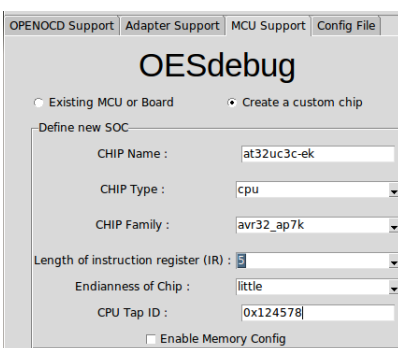 OPENOCD Support Adapter Support MCU Support Config File
OESdebug
Existing MCU or Board Create a custom chip
Define new SOC
CHIP Name : at32uc3c-ek
CHIP Type : cpu
CHIP Family : avr32_ap7k
Length of instruction register (IR) : 5
Endianness of Chip : little
CPU Tap ID : 0x124578
Enable Memory Config